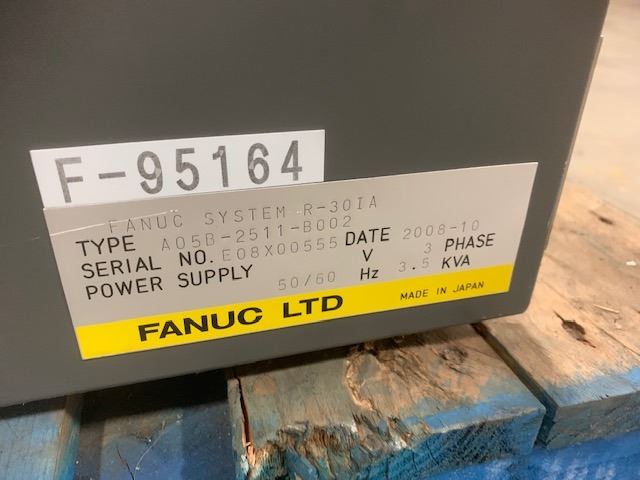 F-95164
FANUC SYSTEM R-30IA
TYPE A05B-2511-B002
SERIAL NO. E08X00555 DATE 2008-10
POWER SUPPLY V 3 PHASE
50/60 Hz 3.5 KVA
FANUC LTD MADE IN JAPAN